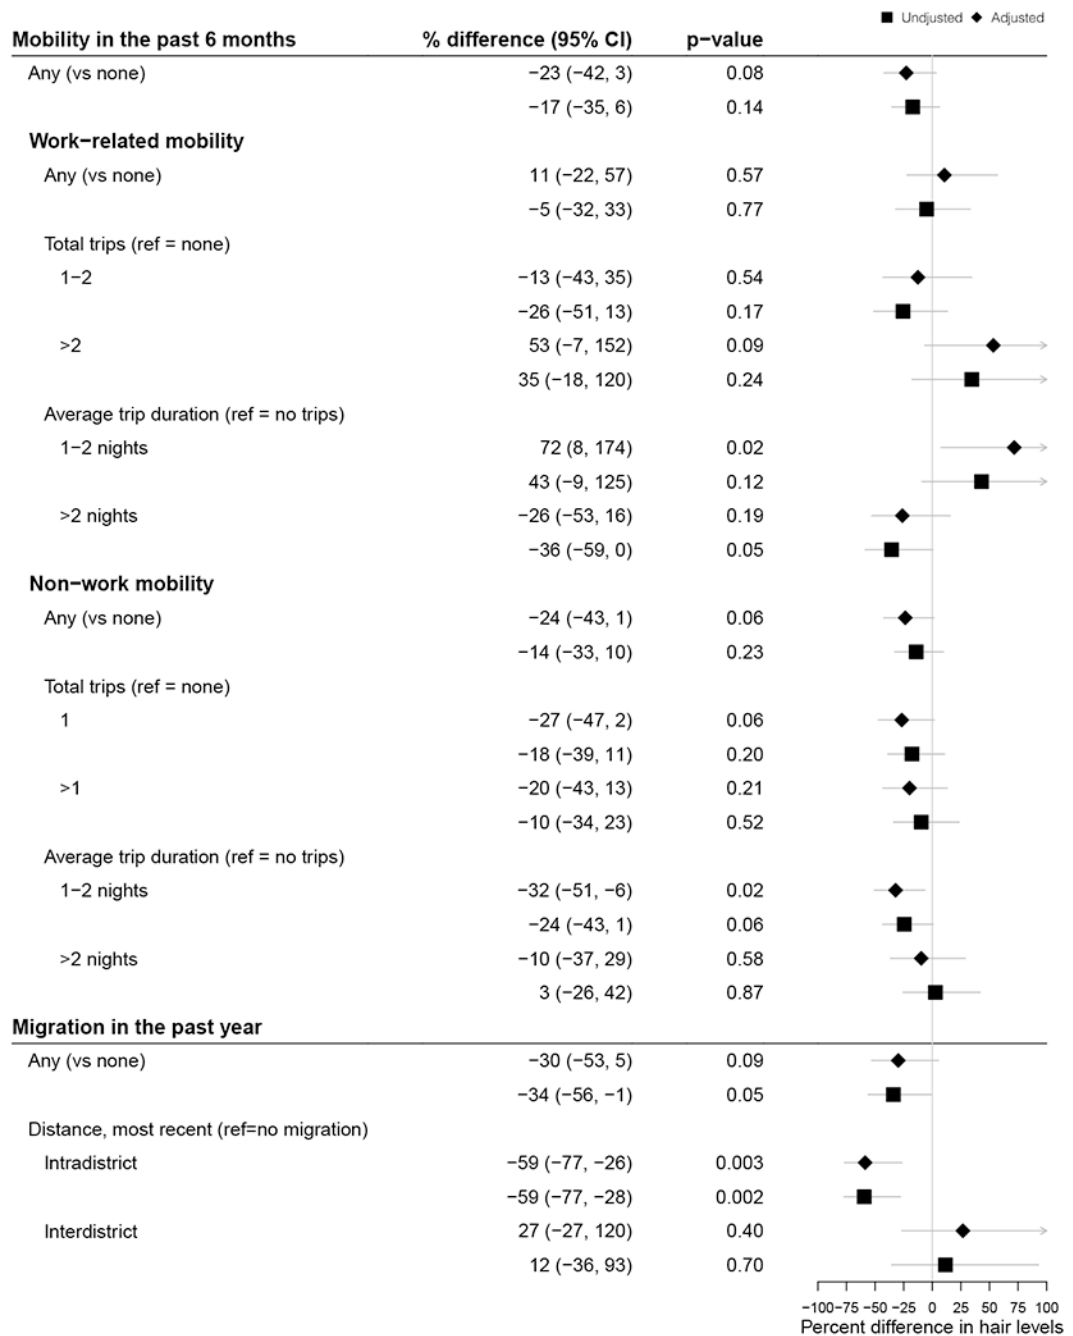 Undjusted Adjusted
Mobility in the past 6 months % difference (95% CI) p−value
Any (vs none) −23 (−42, 3) 0.08
−17 (−35, 6) 0.14
Work−related mobility
Any (vs none) 11 (−22, 57) 0.57
−5 (−32, 33) 0.77
Total trips (ref = none)
1−2 −13 (−43, 35) 0.54
−26 (−51, 13) 0.17
>2 53 (−7, 152) 0.09
35 (−18, 120) 0.24
Average trip duration (ref = no trips)
1−2 nights 72 (8, 174) 0.02
43 (−9, 125) 0.12
>2 nights −26 (−53, 16) 0.19
−36 (−59, 0) 0.05
Non−work mobility
Any (vs none) −24 (−43, 1) 0.06
−14 (−33, 10) 0.23
Total trips (ref = none)
1 −27 (−47, 2) 0.06
−18 (−39, 11) 0.20
>1 −20 (−43, 13) 0.21
−10 (−34, 23) 0.52
Average trip duration (ref = no trips)
1−2 nights −32 (−51, −6) 0.02
−24 (−43, 1) 0.06
>2 nights −10 (−37, 29) 0.58
3 (−26, 42) 0.87
Migration in the past year
Any (vs none) −30 (−53, 5) 0.09
−34 (−56, −1) 0.05
Distance, most recent (ref=no migration)
Intradistrict −59 (−77, −26) 0.003
−59 (−77, −28) 0.002
Interdistrict 27 (−27, 120) 0.40
12 (−36, 93) 0.70
−100 −75 −50 −25 0 25 50 75 100
Percent difference in hair levels